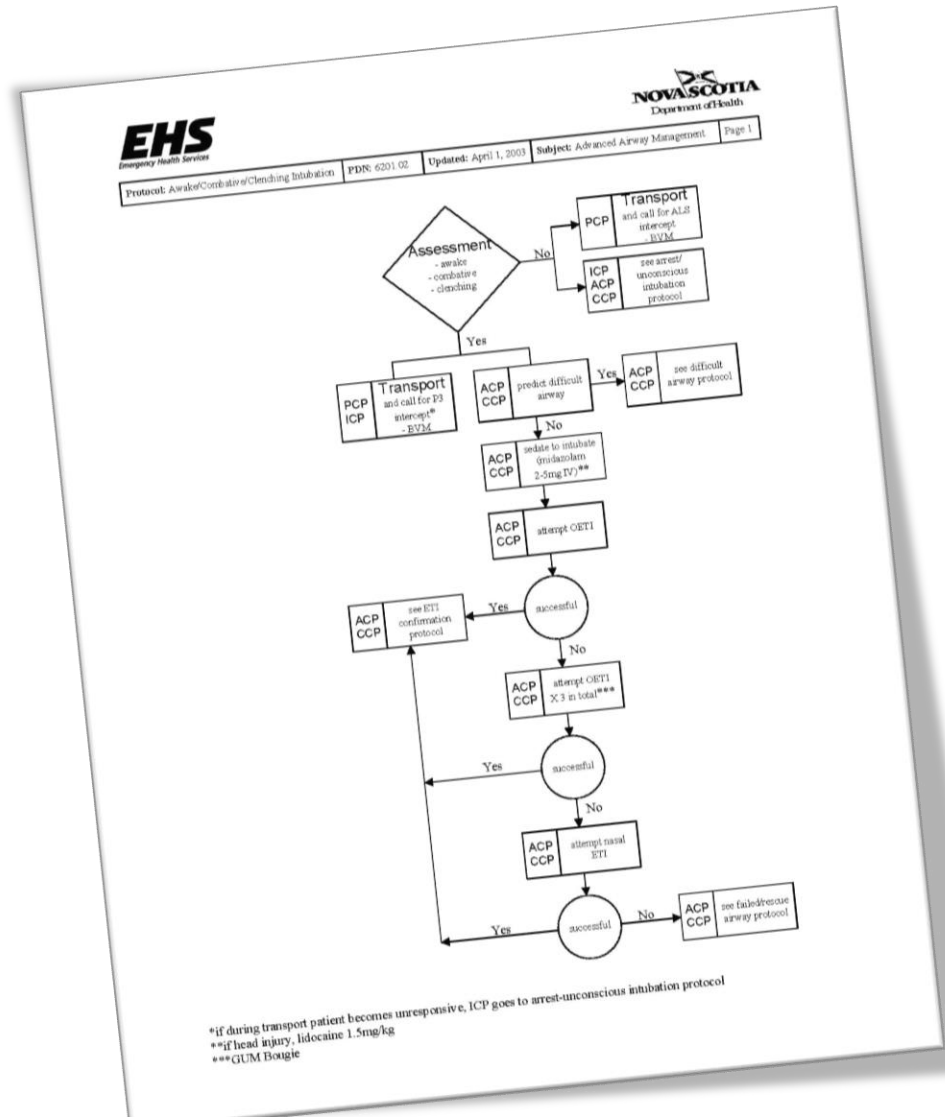 EHS
Emergency Health Services
NOVA SCOTIA
Department of Health
Protocol: Awake/Combative/Clenching Intubation PDN: 6201.02 Updated: April 1, 2003 Subject: Advanced Airway Management Page 1
Assessment
- awake
- combative
- clenching
No
PCP
Transport
and call for ALS
intercept
- BVM
ICP
ACP
CCP
see arrest/
unconscious
intubation
protocol
Yes
PCP
ICP
Transport
and call for P3
intercept*
- BVM
ACP
CCP
predict difficult
airway
Yes
ACP
CCP
see difficult
airway protocol
No
ACP
CCP
sedate to intubate
(midazolam
2-5mg IV)**
ACP
CCP
attempt OETI
successful
Yes
ACP
CCP
see ETI
confirmation
protocol
No
ACP
CCP
attempt OETI
X 3 in total***
successful
Yes
No
ACP
CCP
attempt nasal
ETI
successful
Yes
No
ACP
CCP
see failed/rescue
airway protocol
*if during transport patient becomes unresponsive, ICP goes to arrest-unconscious intubation protocol
**if head injury, lidocaine 1.5mg/kg
***GUM Bougie